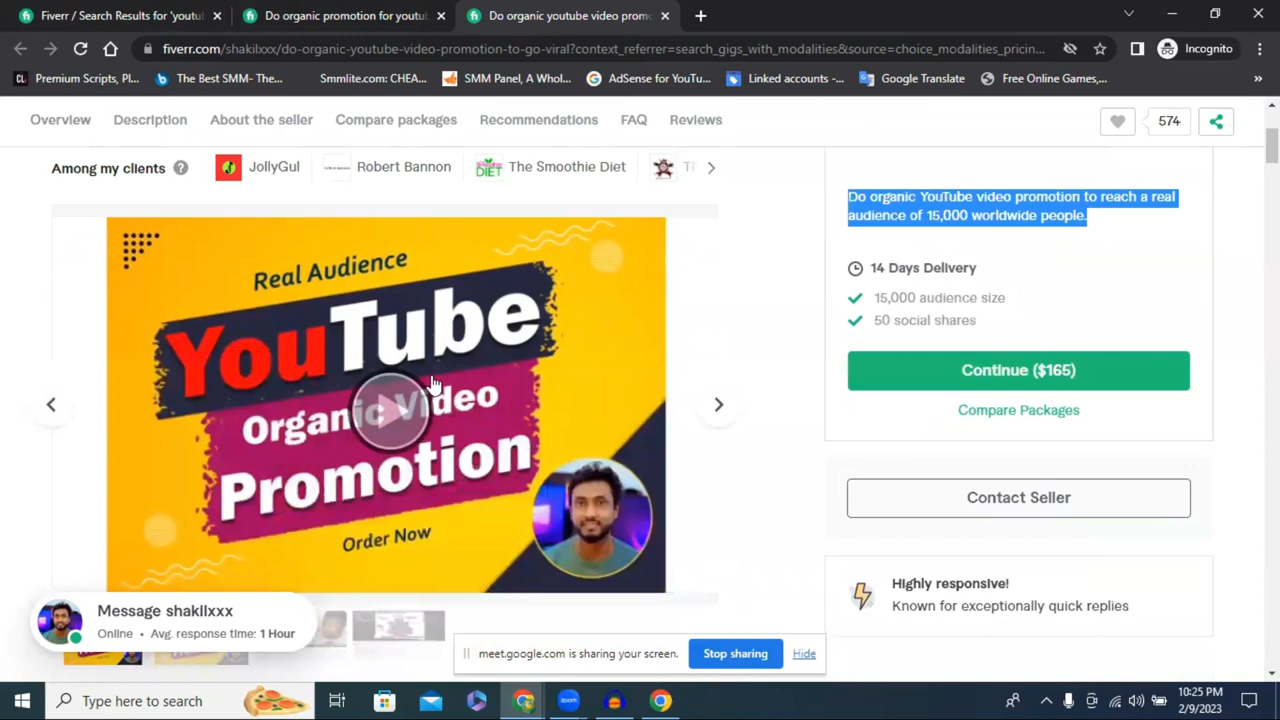 Fiverr / Search Results for 'youtul
Do organic promotion for youtub
Do organic youtube video promo
fiverr.com/shakilxxx/do-organic-youtube-video-promotion-to-go-viral?context_referrer=search_gigs_with_modalities&source=choice_modalities_pricin...
Incognito
Premium Scripts, Pl...
The Best SMM- The...
Smmlite.com: CHEA...
SMM Panel, A Whol...
AdSense for YouTu...
Linked accounts -...
Google Translate
Free Online Games,...
Overview
Description
About the seller
Compare packages
Recommendations
FAQ
Reviews
574
Among my clients
JollyGul
Robert Bannon
The Smoothie Diet
Do organic YouTube video promotion to reach a real
audience of 15,000 worldwide people.
14 Days Delivery
15,000 audience size
50 social shares
Continue ($165)
Compare Packages
Contact Seller
Highly responsive!
Known for exceptionally quick replies
Real Audience
YouTube
Organic Video
Promotion
Order Now
Message shakilxxx
Online • Avg. response time: 1 Hour
meet.google.com is sharing your screen.
Stop sharing
Hide
Type here to search
10:25 PM
2/9/2023